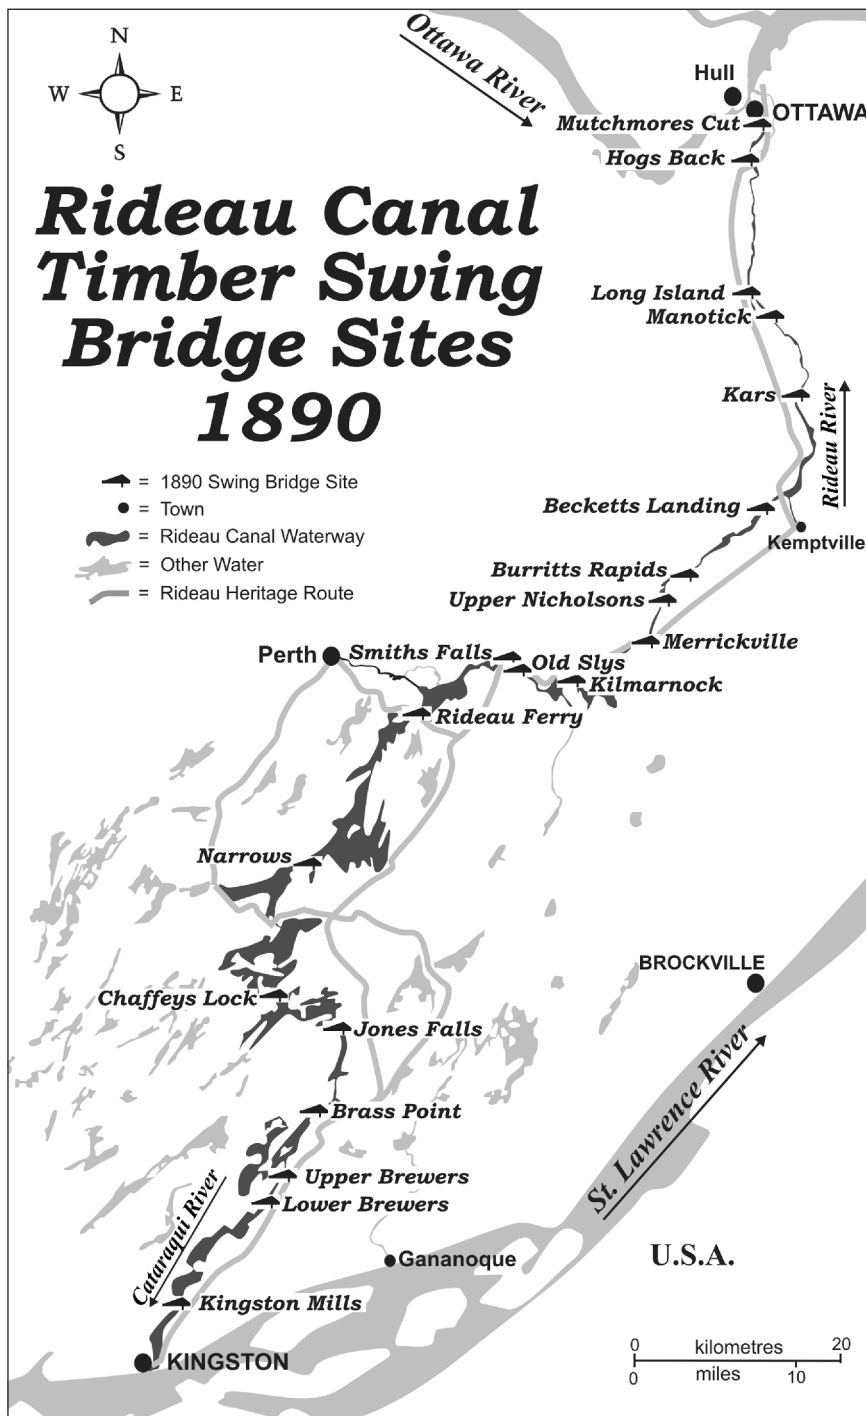 N
W E
S
Ottawa River
Hull
OTTAWA
Mutchmores Cut
Hogs Back
Rideau Canal
Timber Swing
Bridge Sites
1890
Long Island
Manotick
Kars
Rideau River
= 1890 Swing Bridge Site
= Town
= Rideau Canal Waterway
= Other Water
= Rideau Heritage Route
Becketts Landing
Kemptville
Burritts Rapids
Upper Nicholsons
Merrickville
Perth
Smiths Falls
Old Slys
Kilmarnock
Rideau Ferry
Narrows
BROCKVILLE
Chaffeys Lock
Jones Falls
Brass Point
St. Lawrence River
Upper Brewers
Lower Brewers
Cataraqui River
Gananoque
U.S.A.
Kingston Mills
KINGSTON
0 kilometres 20
0 miles 10